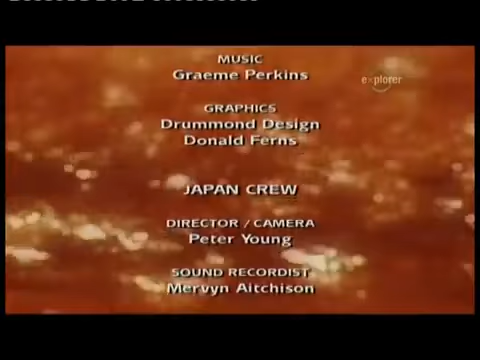 MUSIC
Graeme Perkins
explorer
GRAPHICS
Drummond Design
Donald Ferns
JAPAN CREW
DIRECTOR / CAMERA
Peter Young
SOUND RECORDIST
Mervyn Aitchison